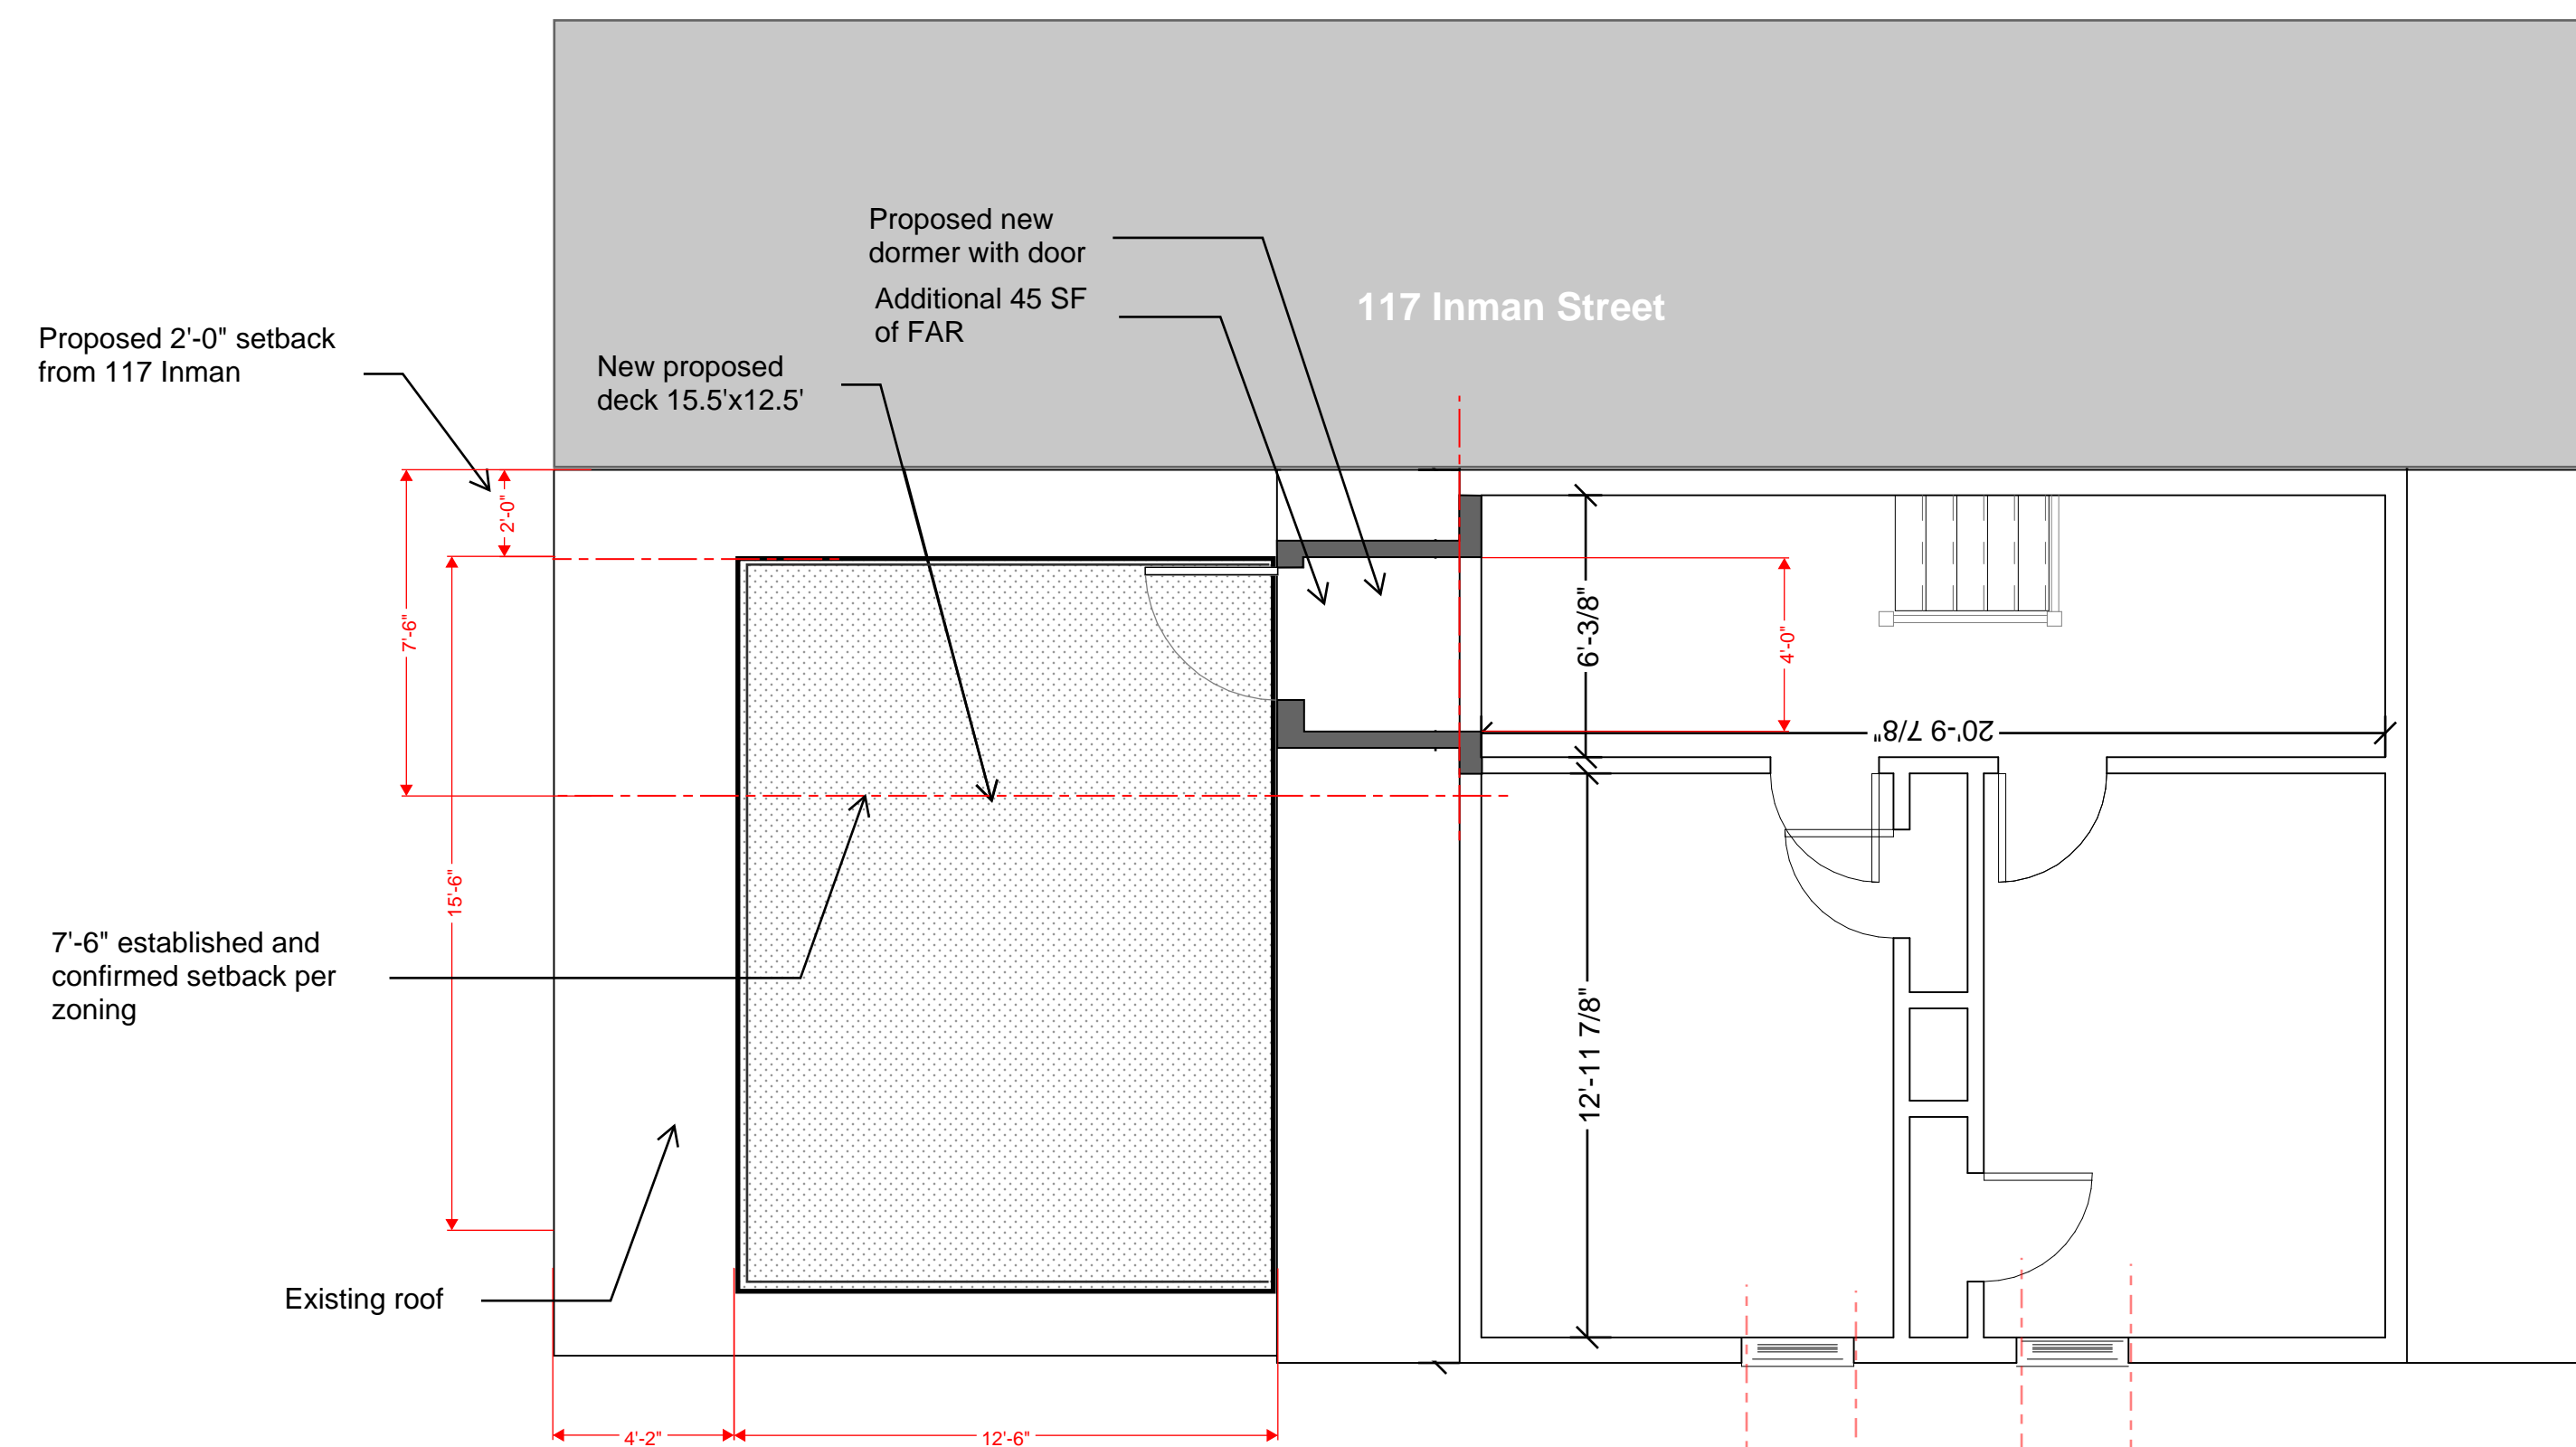 Proposed new
dormer with door
Additional 45 SF
of FAR
117 Inman Street
Proposed 2'-0" setback
from 117 Inman
New proposed
deck 15.5'x12.5'
2'-0"
7'-6"
6'-3/8"
4'-0"
20'-9 7/8"
15'-6"
7'-6" established and
confirmed setback per
zoning
12'-11 7/8"
Existing roof
4'-2"
12'-6"